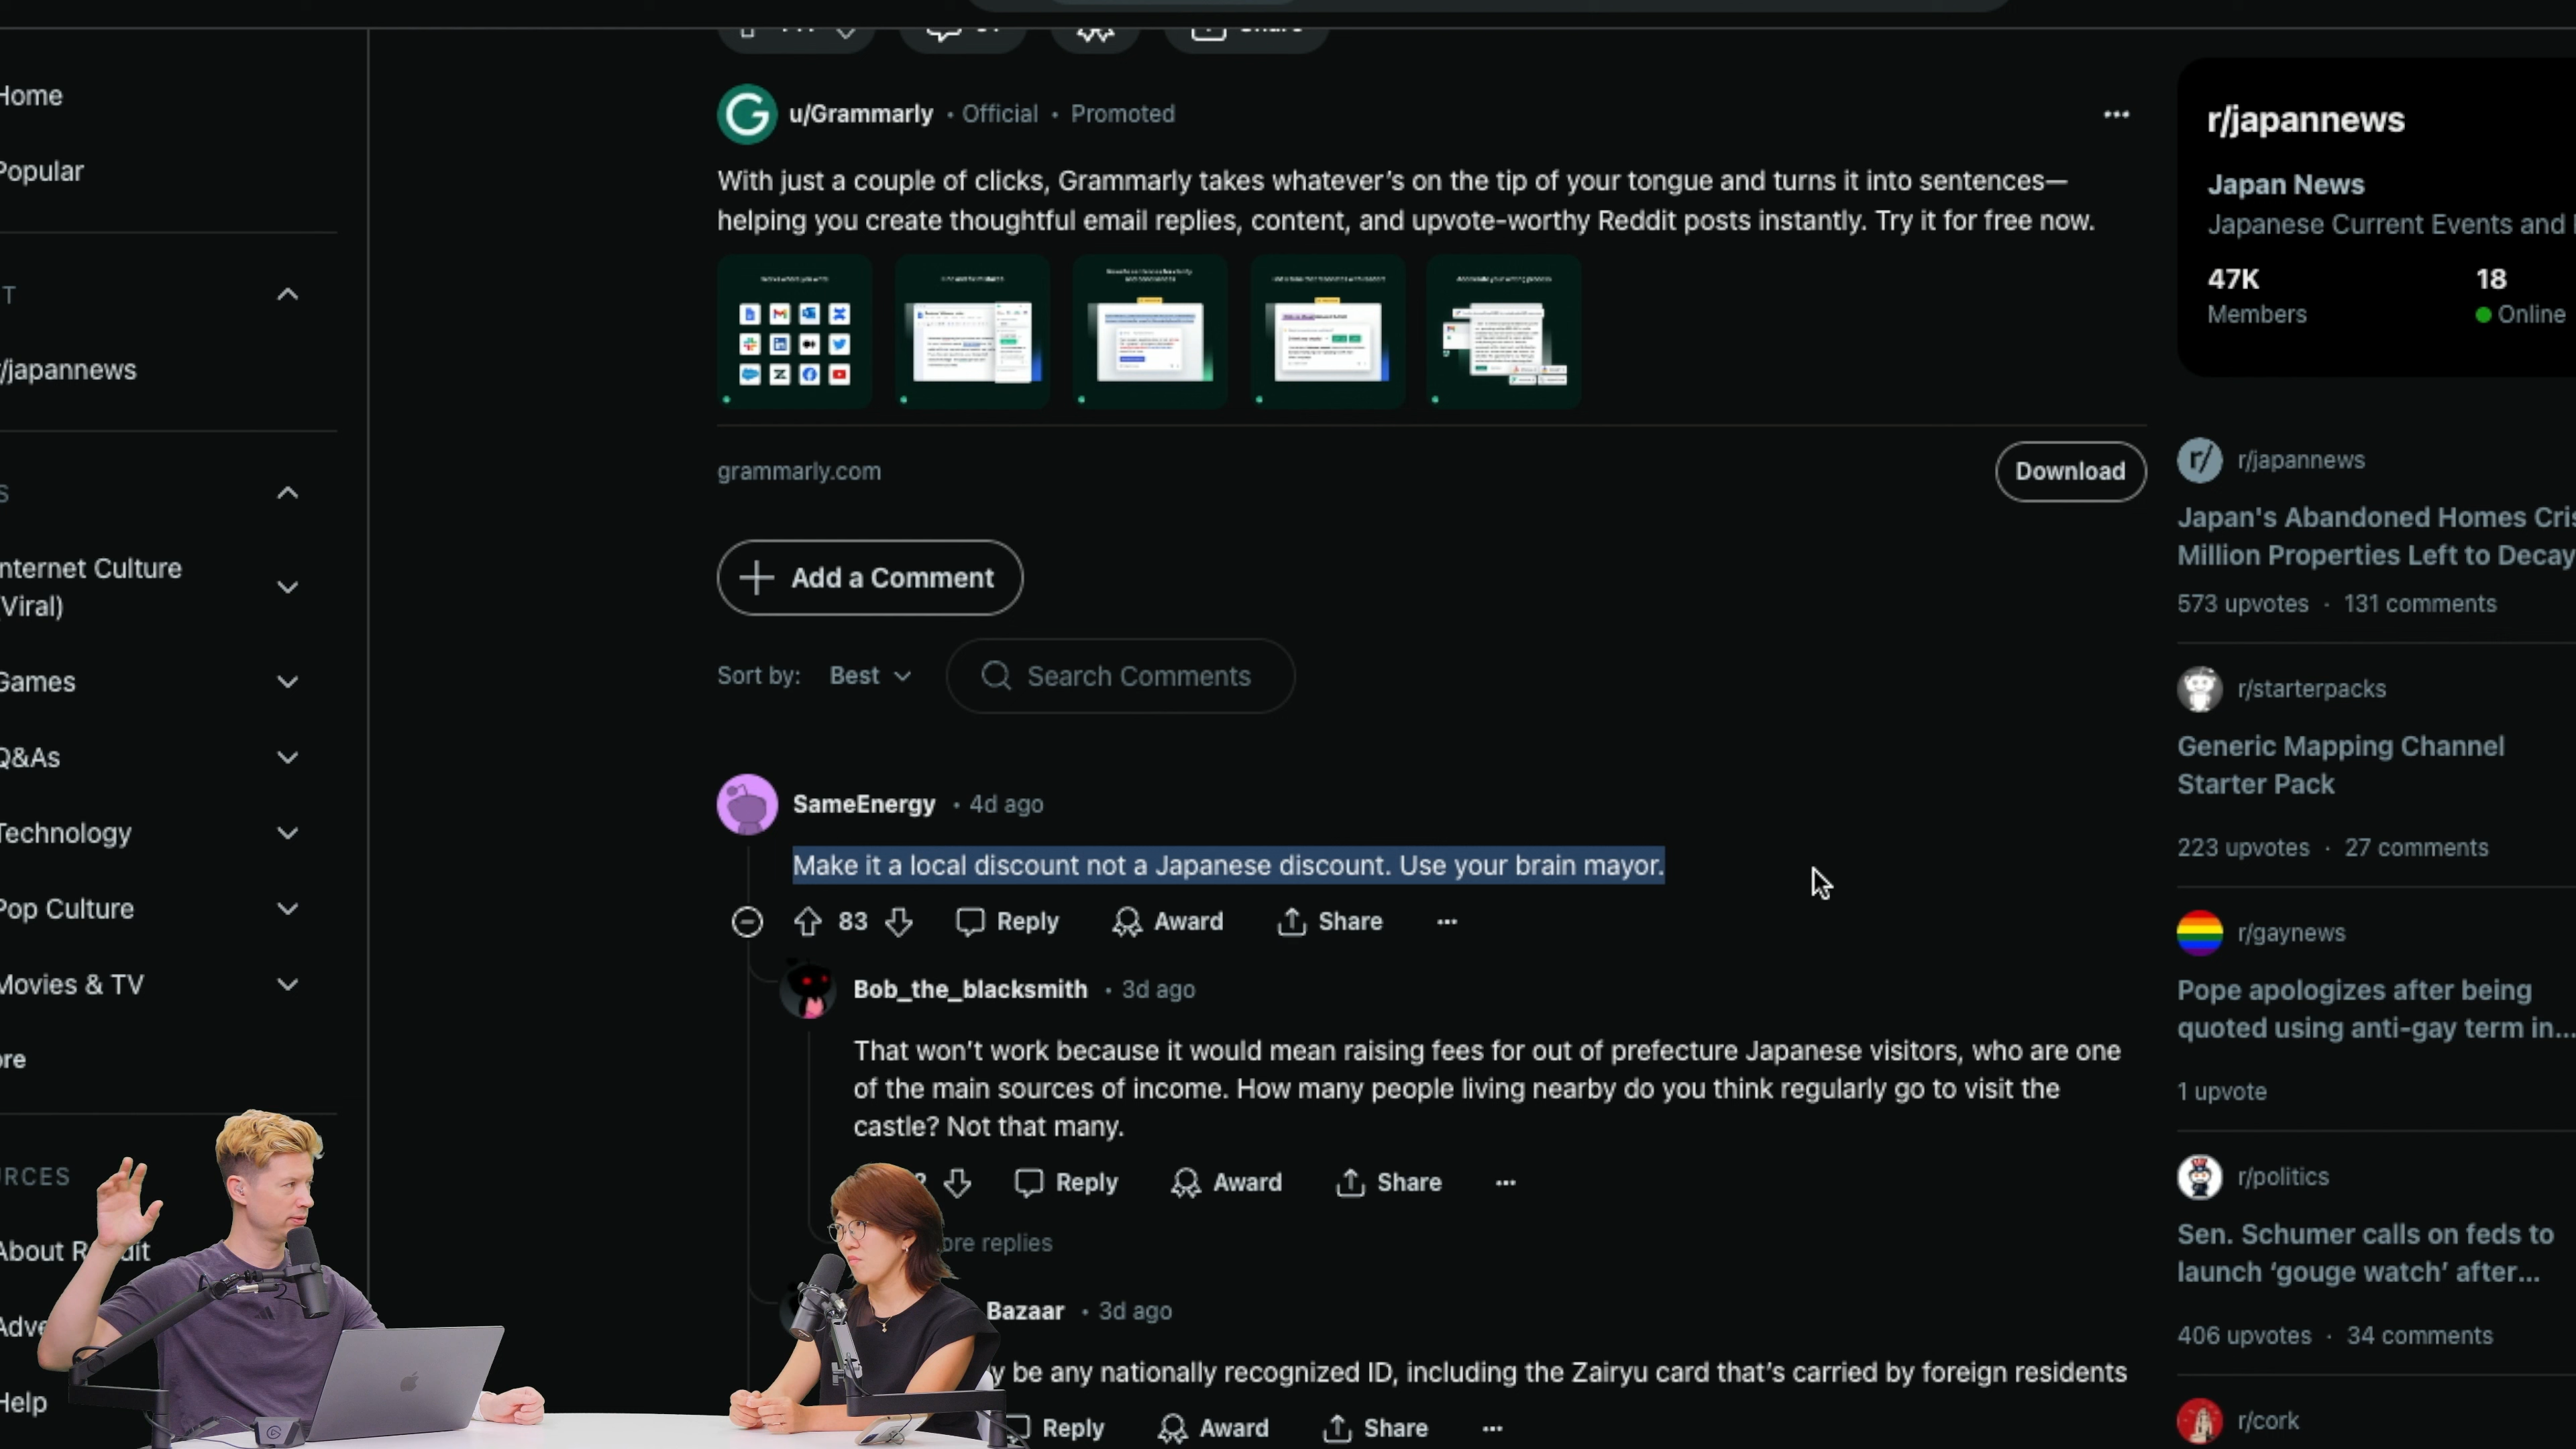 Share
Home
Popular
r/japannews
Internet Culture
(Viral)
Games
Q&As
Technology
Pop Culture
Movies & TV
u/Grammarly • Official • Promoted
With just a couple of clicks, Grammarly takes whatever's on the tip of your tongue and turns it into sentences—
helping you create thoughtful email replies, content, and upvote-worthy Reddit posts instantly. Try it for free now.
grammarly.com
Download
Add a Comment
Sort by: Best
Search Comments
SameEnergy • 4d ago
Make it a local discount not a Japanese discount. Use your brain mayor.
83 Reply Award Share
Bob_the_blacksmith • 3d ago
That won't work because it would mean raising fees for out of prefecture Japanese visitors, who are one
of the main sources of income. How many people living nearby do you think regularly go to visit the
castle? Not that many.
Reply Award Share
replies
Bazaar • 3d ago
be any nationally recognized ID, including the Zairyu card that's carried by foreign residents
Reply Award Share
About
Help
r/japannews
Japan News
Japanese Current Events and
47K
Members
18
Online
r/japannews
Japan's Abandoned Homes
Million Properties Left to Decay
573 upvotes · 131 comments
r/starterpacks
Generic Mapping Channel
Starter Pack
223 upvotes · 27 comments
r/gaynews
Pope apologizes after being
quoted using anti-gay term in...
1 upvote
r/politics
Sen. Schumer calls on feds to
launch 'gouge watch' after...
406 upvotes · 34 comments
r/cork